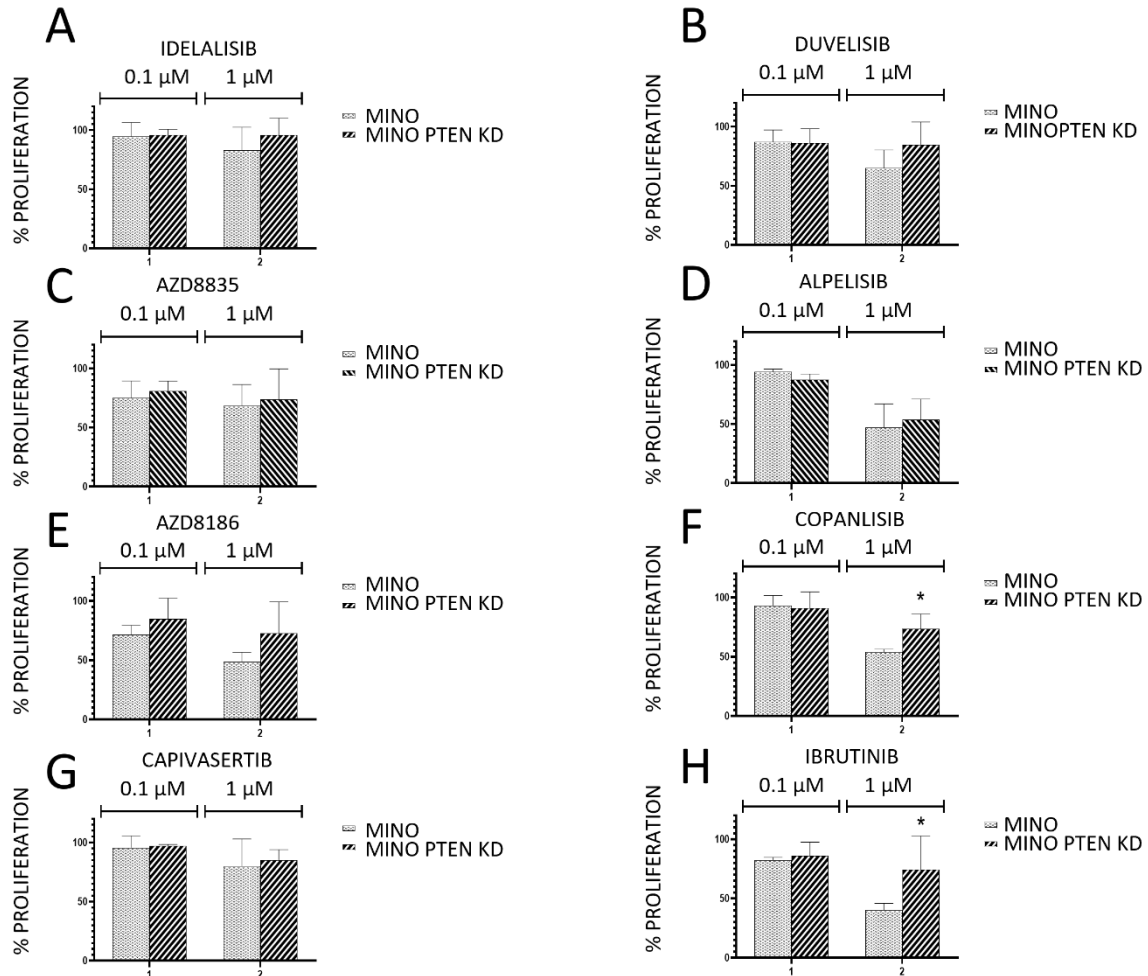 A
IDELALISIB
0.1 µM 1 µM
% PROLIFERATION
100
50
0
1 2
MINO
MINO PTEN KD
B
DUVELISIB
0.1 µM 1 µM
% PROLIFERATION
100
50
0
1 2
MINO
MINOPTEN KD
C
AZD8835
0.1 µM 1 µM
% PROLIFERATION
100
50
0
1 2
MINO
MINO PTEN KD
D
ALPELISIB
0.1 µM 1 µM
% PROLIFERATION
100
50
0
1 2
MINO
MINO PTEN KD
E
AZD8186
0.1 µM 1 µM
% PROLIFERATION
100
50
0
1 2
MINO
MINO PTEN KD
F
COPANLISIB
0.1 µM 1 µM
% PROLIFERATION
100
50
0
*
1 2
MINO
MINO PTEN KD
G
CAPIVASERTIB
0.1 µM 1 µM
% PROLIFERATION
100
50
0
1 2
MINO
MINO PTEN KD
H
IBRUTINIB
0.1 µM 1 µM
% PROLIFERATION
100
50
0
*
1 2
MINO
MINO PTEN KD